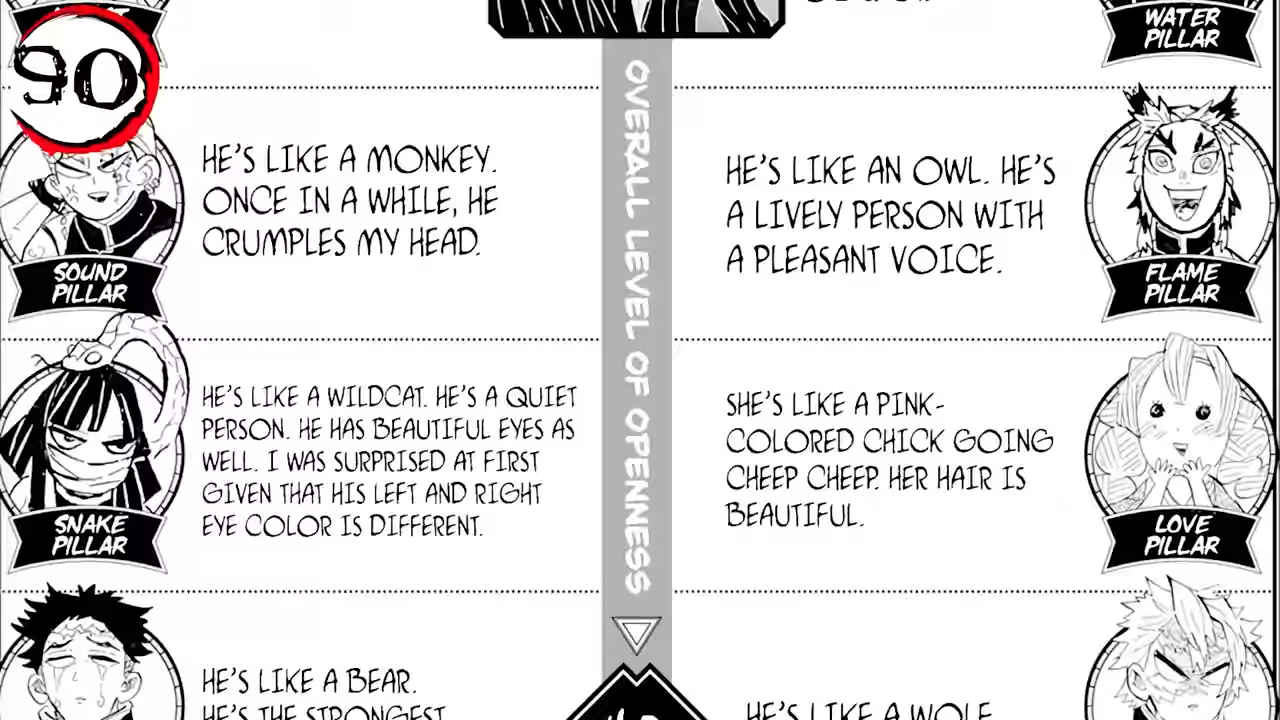 WATER
PILLAR
90
HE'S LIKE A MONKEY.
ONCE IN A WHILE, HE
CRUMPLES MY HEAD.
SOUND
PILLAR
OVERALL LEVEL OF OPENNESS
HE'S LIKE AN OWL. HE'S
A LIVELY PERSON WITH
A PLEASANT VOICE.
FLAME
PILLAR
HE'S LIKE A WILDCAT. HE'S A QUIET
PERSON. HE HAS BEAUTIFUL EYES AS
WELL. I WAS SURPRISED AT FIRST
GIVEN THAT HIS LEFT AND RIGHT
EYE COLOR IS DIFFERENT.
SNAKE
PILLAR
SHE'S LIKE A PINK-
COLORED CHICK GOING
CHEEP CHEEP. HER HAIR IS
BEAUTIFUL.
LOVE
PILLAR
HE'S LIKE A BEAR.
HE'S THE STRONGEST
HE'S LIKE A WOLF